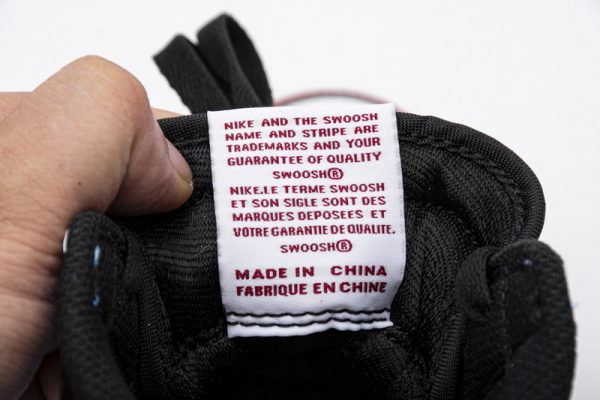 NIKE AND THE SWOOSH
NAME AND STRIPE ARE
TRADEMARKS AND YOUR
GUARANTEE OF QUALITY
SWOOSH®
NIKE.LE TERME SWOOSH
ET SON SIGLE SONT DES
MARQUES DEPOSEES ET
VOTRE GARANTIE DE QUALITE.
SWOOSH®
MADE IN CHINA
FABRIQUE EN CHINE